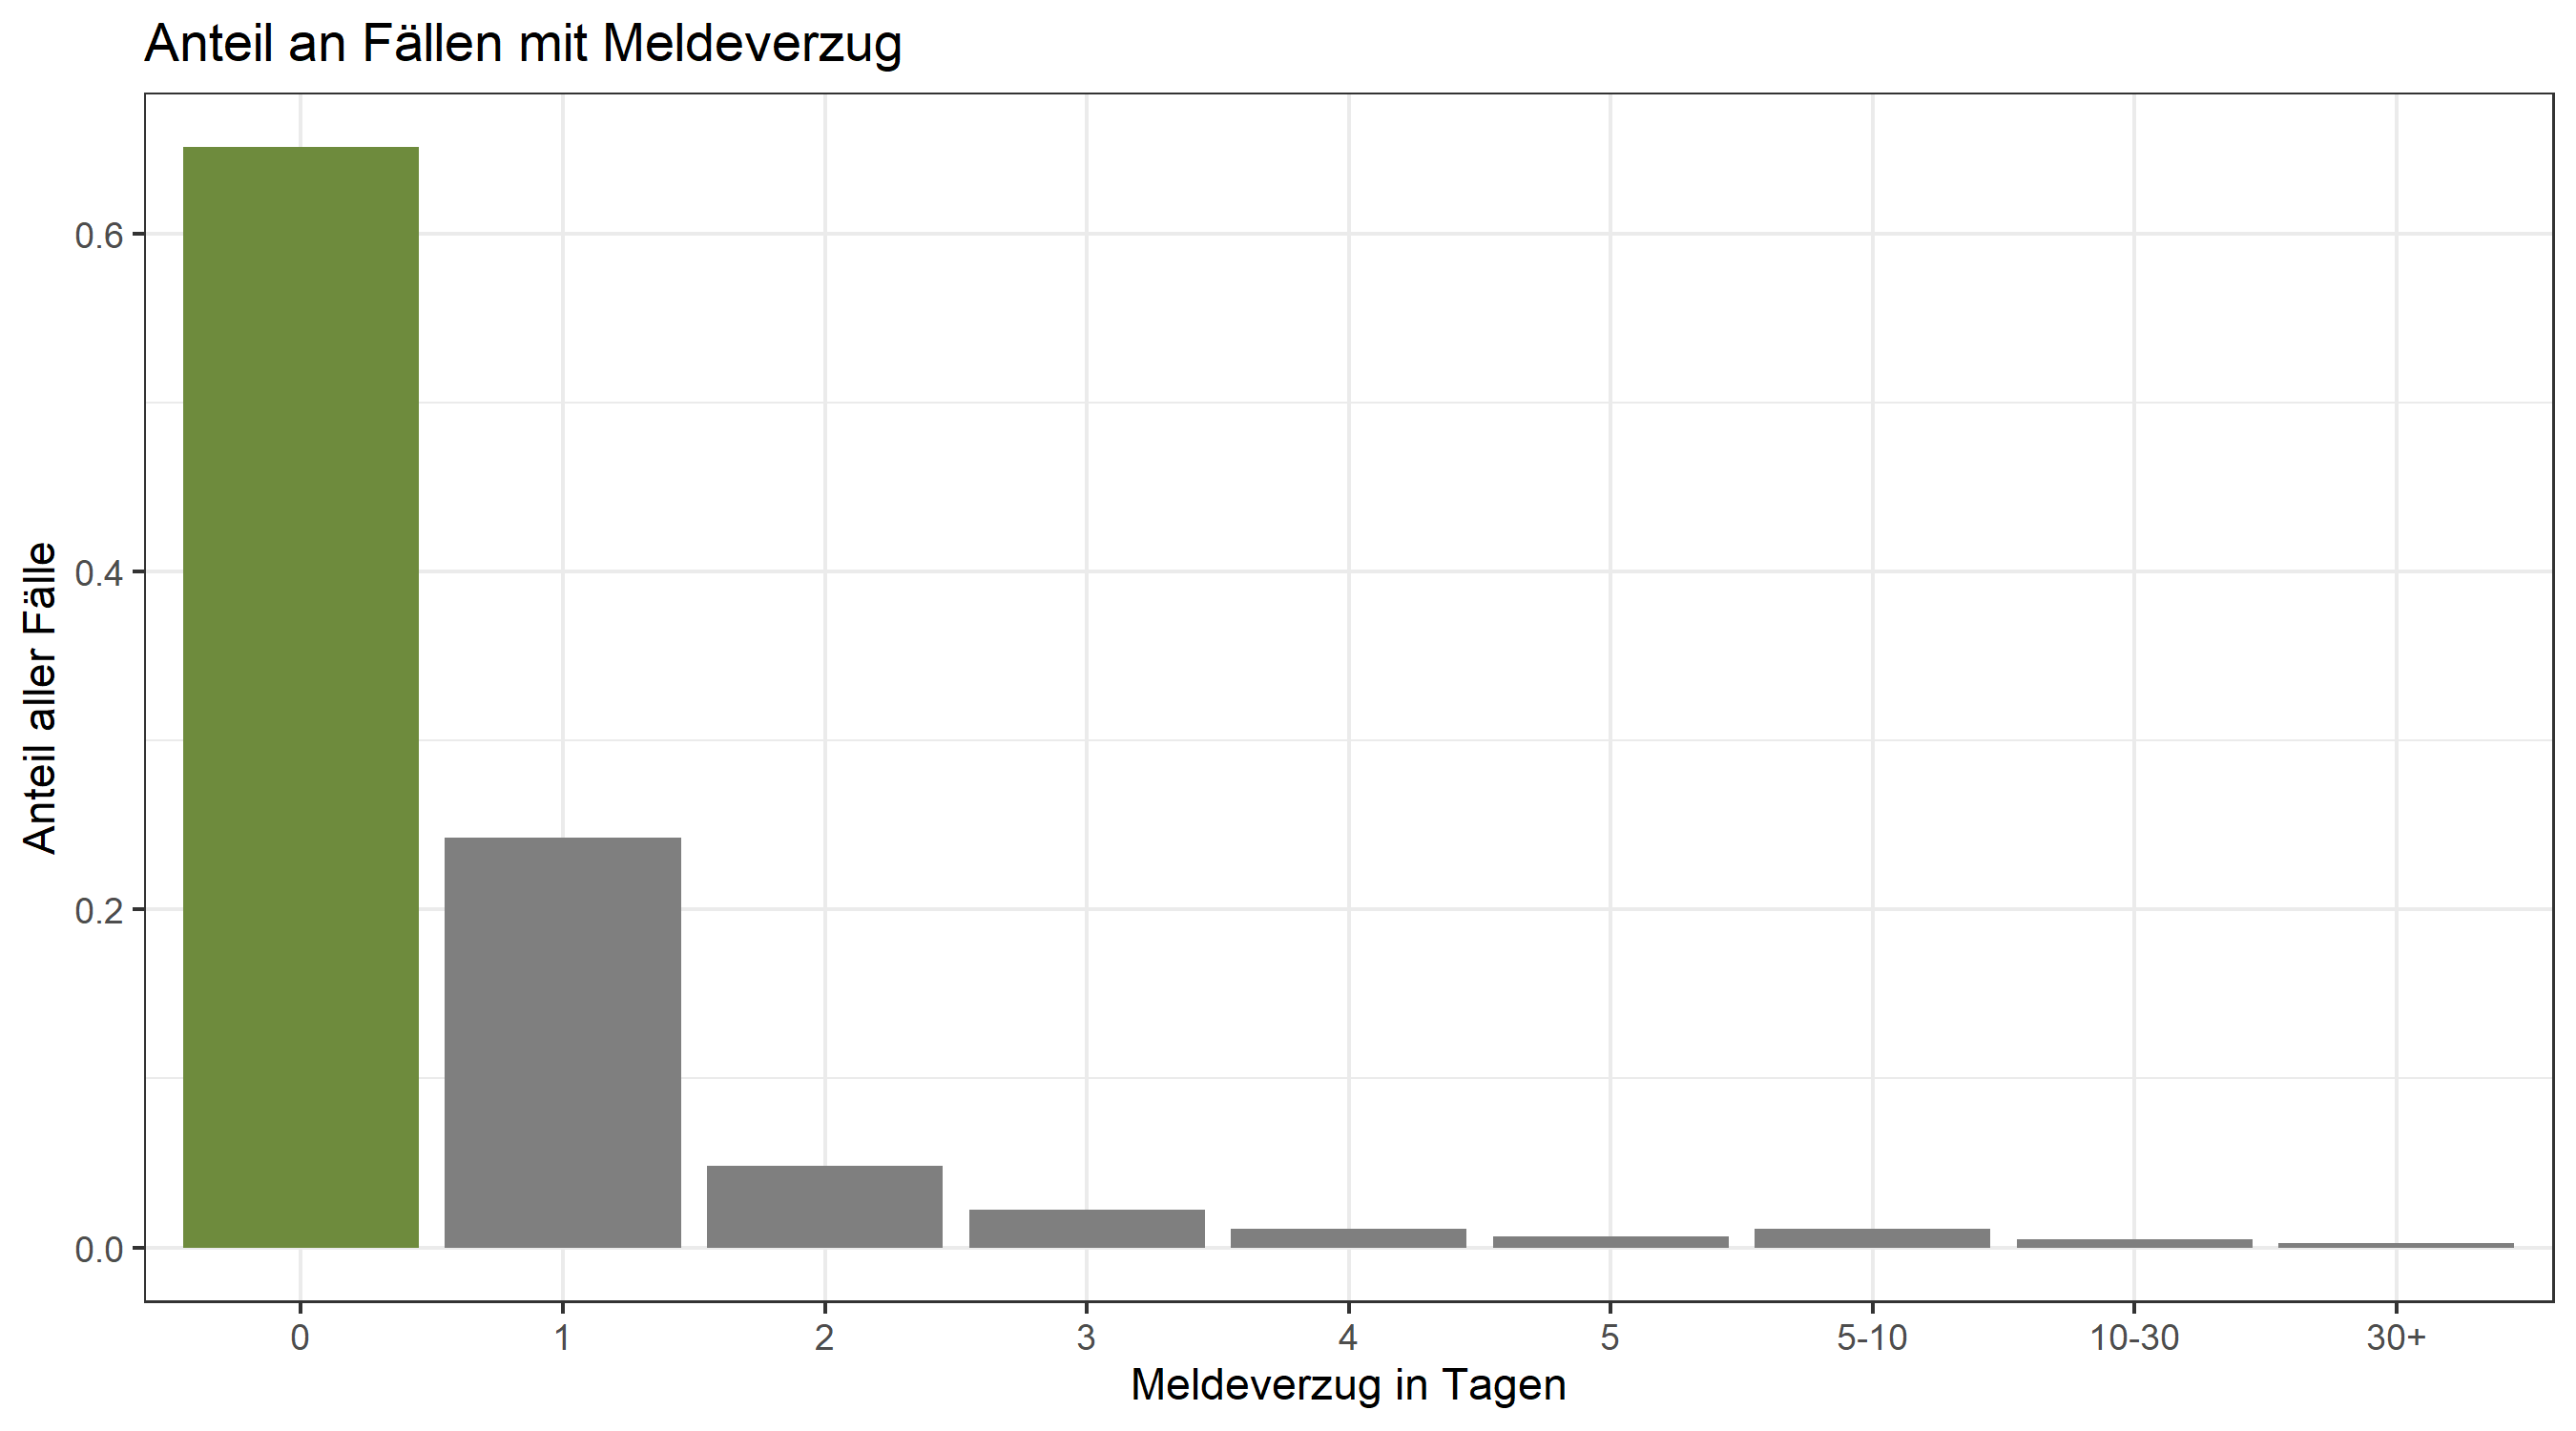 Anteil an Fällen mit Meldeverzug
Anteil aller Fälle
0.6
0.4
0.2
0.0
0 1 2 3 4 5 5-10 10-30 30+
Meldeverzug in Tagen